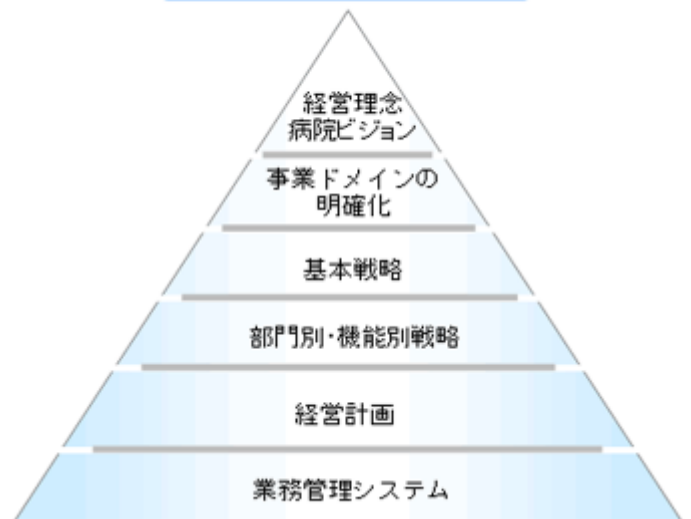 経営理念
病院ビジョン
事業ドメインの
明確化
基本戦略
部門別・機能別戦略
経営計画
業務管理システム